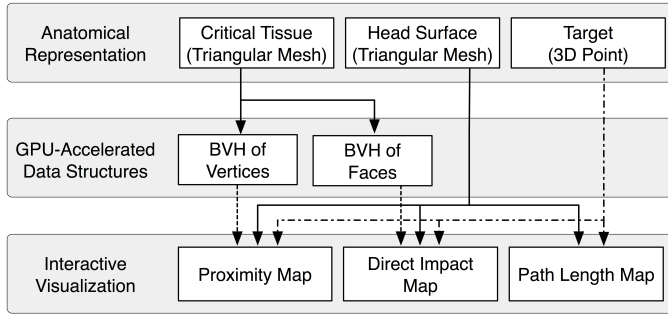 Anatomical
Representation
Critical Tissue
(Triangular Mesh)
Head Surface
(Triangular Mesh)
Target
(3D Point)
GPU-Accelerated
Data Structures
BVH of
Vertices
BVH of
Faces
Interactive
Visualization
Proximity Map
Direct Impact
Map
Path Length Map